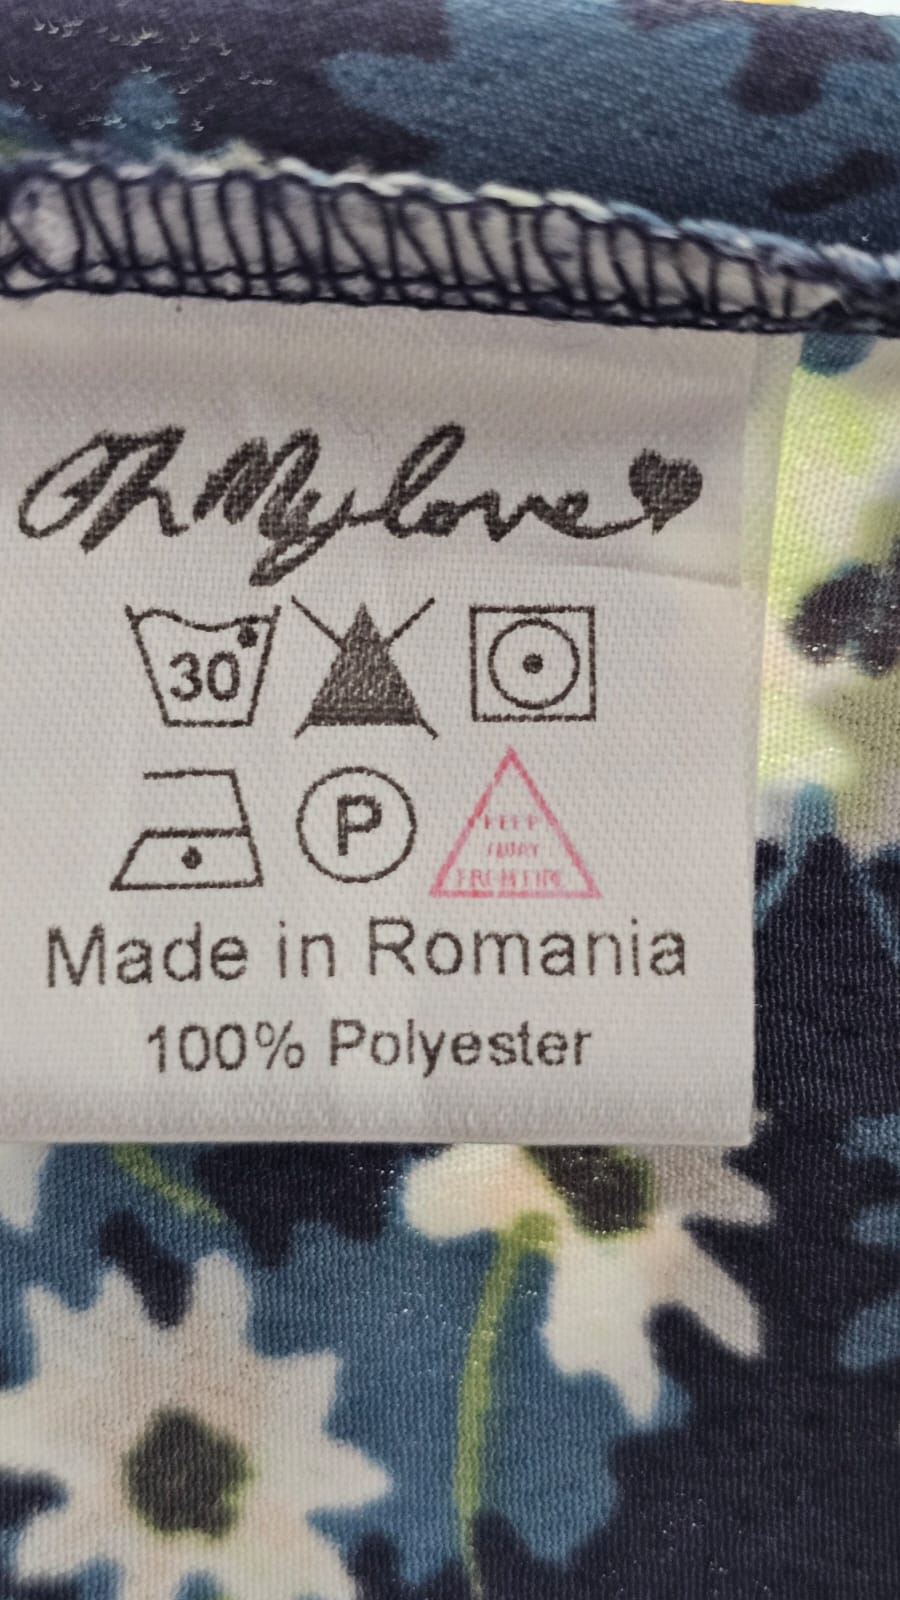 Oh My love
30°
P
KEEP
AWAY
FROM FIRE
Made in Romania
100% Polyester